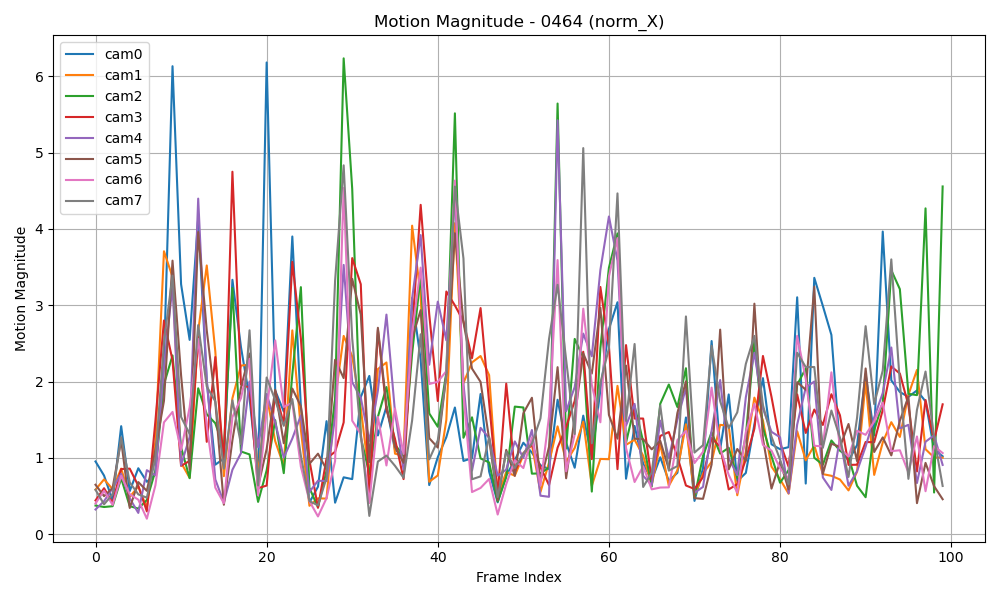 Motion Magnitude - 0464 (norm_X)
cam0
cam1
cam2
cam3
cam4
cam5
cam6
cam7
Motion Magnitude
6
5
4
3
2
1
0
0 20 40 60 80 100
Frame Index